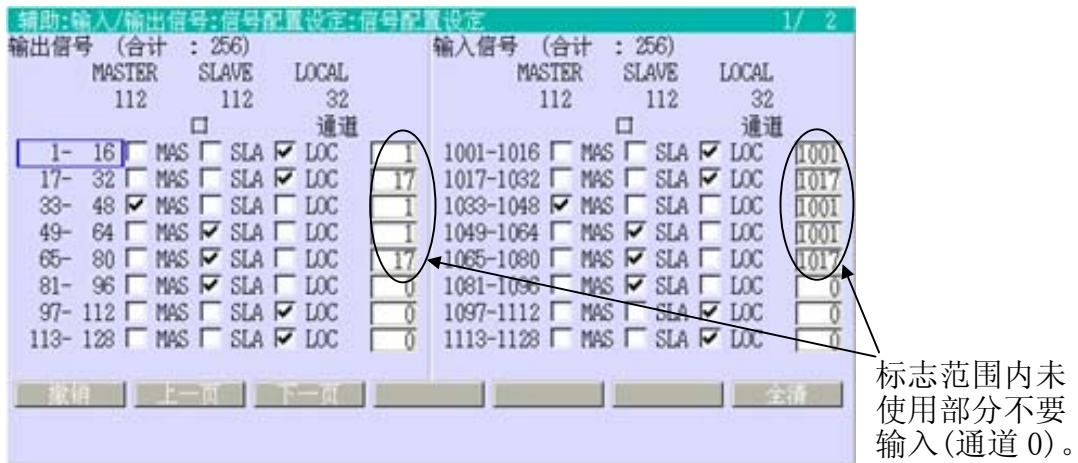 辅助:输入/输出信号:信号配置设定:信号配置设定 1/ 2
输出信号 (合计 : 256) 输入信号 (合计 : 256)
MASTER SLAVE LOCAL MASTER SLAVE LOCAL
112 112 32 112 112 32
口 通道 口 通道
1- 16 MAS SLA LOC 1 1001-1016 MAS SLA LOC 1001
17- 32 MAS SLA LOC 17 1017-1032 MAS SLA LOC 1017
33- 48 MAS SLA LOC 1 1033-1048 MAS SLA LOC 1001
49- 64 MAS SLA LOC 1 1049-1064 MAS SLA LOC 1001
65- 80 MAS SLA LOC 17 1065-1080 MAS SLA LOC 1017
81- 96 MAS SLA LOC 0 1081-1096 MAS SLA LOC 0
97- 112 MAS SLA LOC 0 1097-1112 MAS SLA LOC 0
113- 128 MAS SLA LOC 0 1113-1128 MAS SLA LOC 0
撤销 上一页 下一页 全清
标志范围内未
使用部分不要
输入(通道 0)。